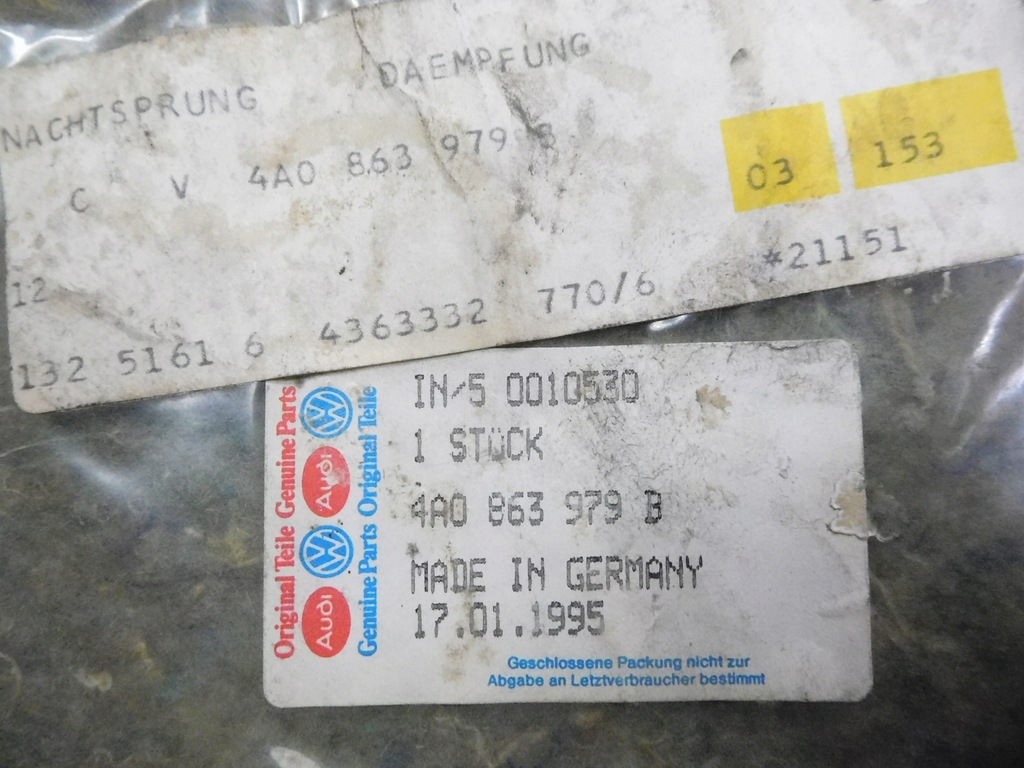 NACHTSPRUNG DAEMPFUNG
C V 4A0 863 979 B
03 153
12
132 5161 6 4363332 770/6 *21151
Original Teile Genuine Parts
Audi VW Audi VW
Genuine Parts Original Teile
IN/5 0010530
1 STÜCK
4A0 863 979 B
MADE IN GERMANY
17.01.1995
Geschlossene Packung nicht zur
Abgabe an Letztverbraucher bestimmt